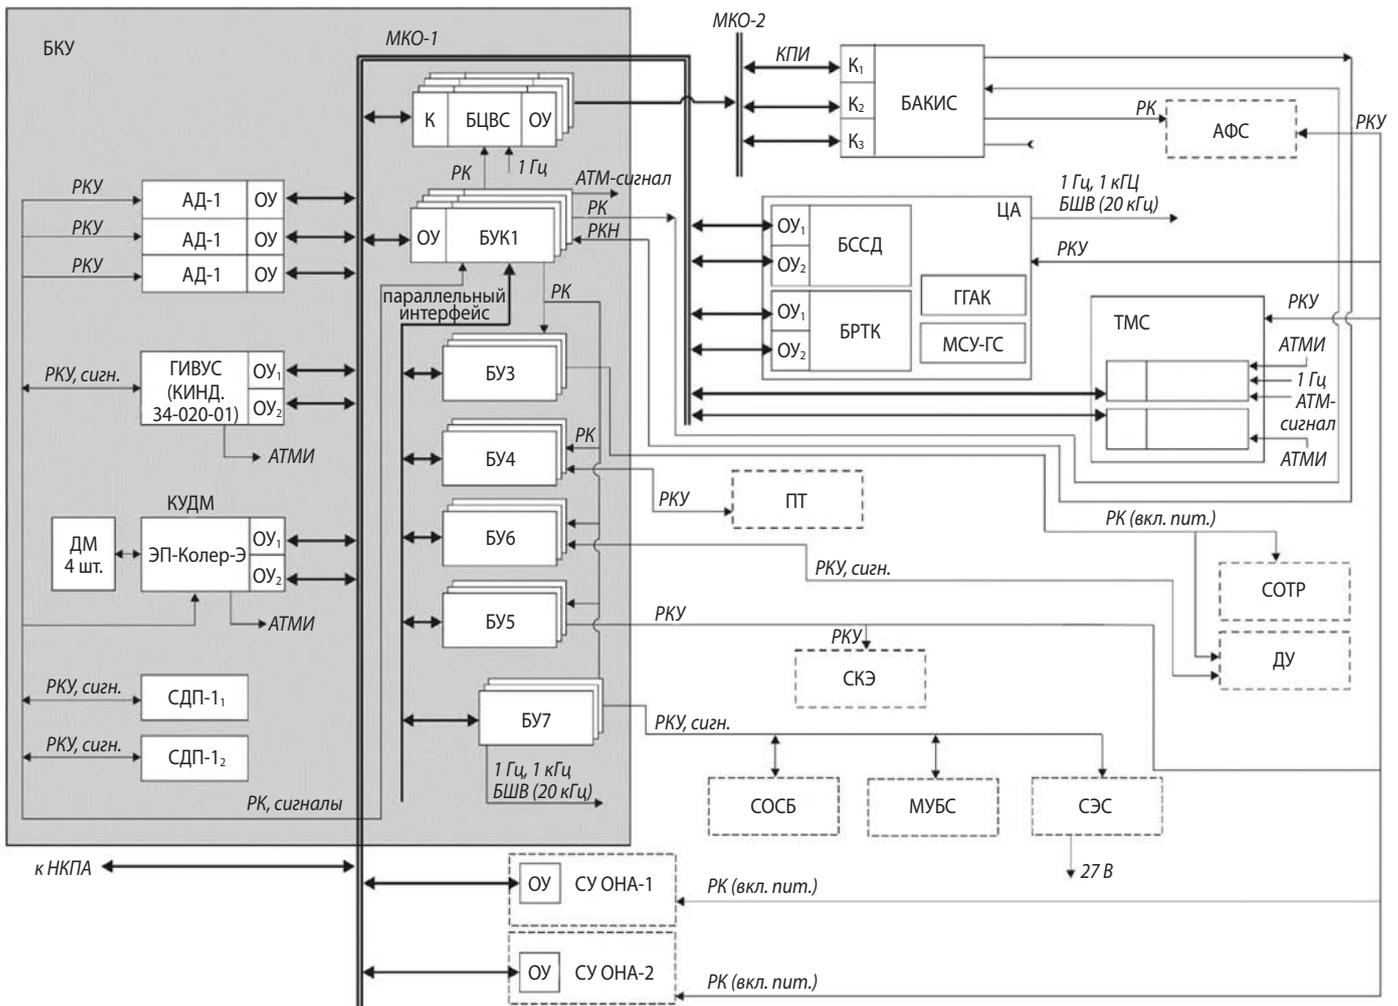 БКУ
МКО-1
МКО-2
КПИ
К
БЦВС
ОУ
РК
1 Гц
К₁
К₂
К₃
БАКИС
РК
АФС
РКУ
РКУ
АД-1
ОУ
РКУ
АД-1
ОУ
РКУ
АД-1
ОУ
АТМ-сигнал
РК
РКН
ОУ
БУК1
параллельный
интерфейс
РК
ЦА
ОУ₁
ОУ₂
БССД
ОУ₁
ОУ₂
БРТК
ГГАК
МСУ-ГС
1 Гц, 1 кГЦ
БШВ (20 кГц)
РКУ
ТМС
РКУ
АТМИ
1 Гц
АТМ-
сигнал
АТМИ
РКУ, сигн.
ГИВУС
(КИНД.
34-020-01)
ОУ₁
ОУ₂
АТМИ
БУ3
БУ4
РК
РКУ
ПТ
КУДМ
ДМ
4 шт.
ЭП-Колер-Э
ОУ₁
ОУ₂
АТМИ
БУ6
РКУ, сигн.
РК (вкл. пит.)
СОТР
ДУ
БУ5
РКУ
РКУ
СКЭ
РКУ, сигн.
СДП-1₁
РКУ, сигн.
СДП-1₂
БУ7
РКУ, сигн.
1 Гц, 1 кГц
БШВ (20 кГц)
РК, сигналы
СОСБ
МУБС
СЭС
27 В
к НКПА
ОУ
СУ ОНА-1
РК (вкл. пит.)
ОУ
СУ ОНА-2
РК (вкл. пит.)